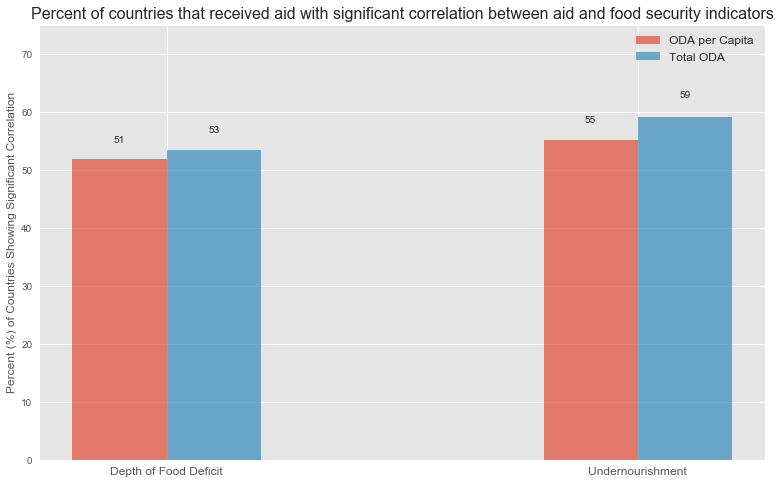 Percent of countries that received aid with significant correlation between aid and food security indicators
ODA per Capita
Total ODA
Percent (%) of Countries Showing Significant Correlation
70
60
50
40
30
20
10
0
51
53
55
59
Depth of Food Deficit
Undernourishment